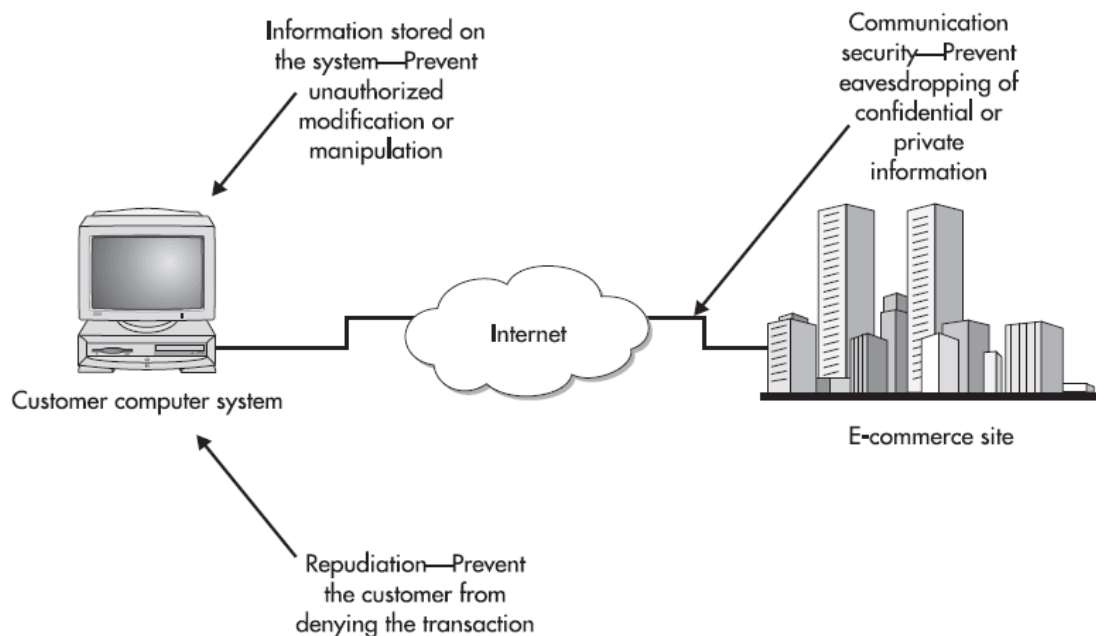 Information stored on
the system—Prevent
unauthorized
modification or
manipulation
Communication
security—Prevent
eavesdropping of
confidential or
private
information
Internet
Customer computer system
E-commerce site
Repudiation—Prevent
the customer from
denying the transaction